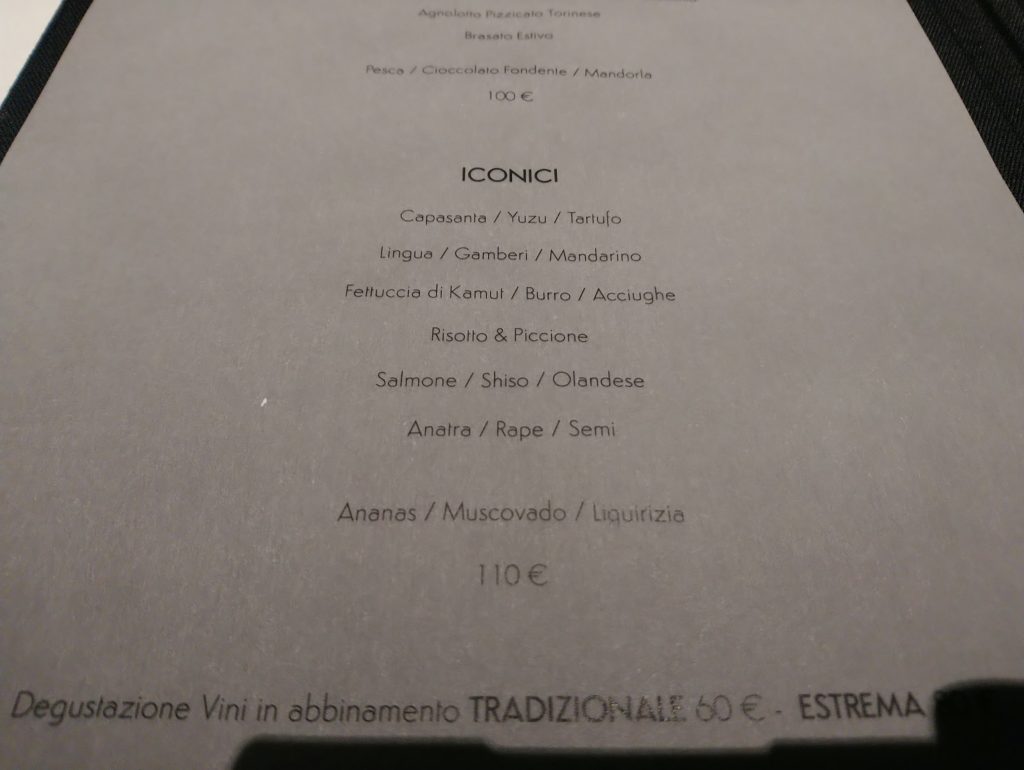 Agnolotto Pizzicato Torinese
Brasato Estivo
Pesca / Cioccolato Fondente / Mandorla
100 €
ICONICI
Capasanta / Yuzu / Tartufo
Lingua / Gamberi / Mandarino
Fettuccia di Kamut / Burro / Acciughe
Risotto & Piccione
Salmone / Shiso / Olandese
Anatra / Rape / Semi
Ananas / Muscovado / Liquirizia
110 €
Degustazione Vini in abbinamento TRADIZIONALE 60 € - ESTREMA